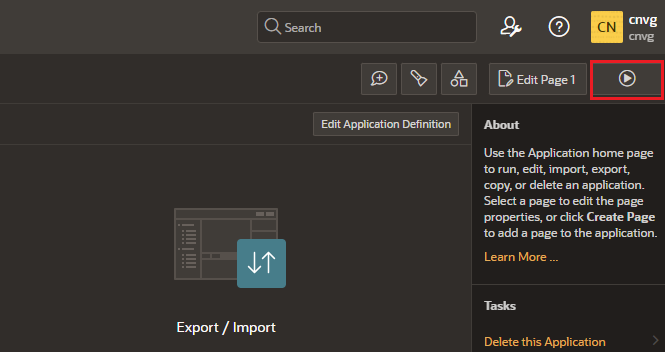 Search
CN
cnvg
cnvg
Edit Page 1
Edit Application Definition
About
Use the Application home page
to run, edit, import, export,
copy, or delete an application.
Select a page to edit the page
properties, or click Create Page
to add a page to the application.
Learn More ...
Export / Import
Tasks
Delete this Application